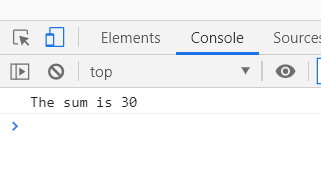 Elements Console Sources
top
The sum is 30